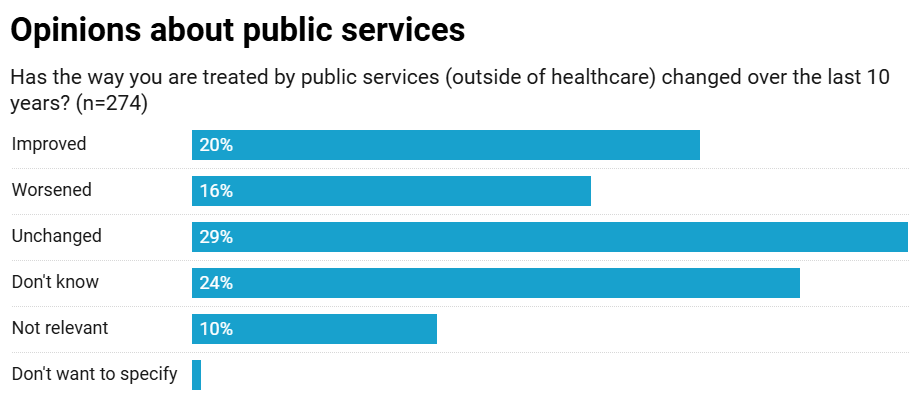 Opinions about public services
Has the way you are treated by public services (outside of healthcare) changed over the last 10
years? (n=274)
Improved 20%
Worsened 16%
Unchanged 29%
Don't know 24%
Not relevant 10%
Don't want to specify